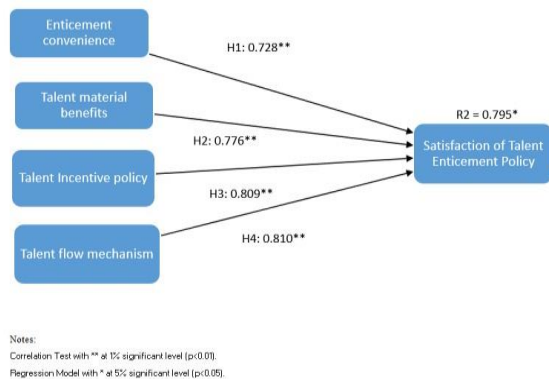 Enticement
convenience
H1: 0.728**
Talent material
benefits
H2: 0.776**
R2 = 0.795*
Satisfaction of Talent
Enticement Policy
Talent Incentive policy
H3: 0.809**
Talent flow mechanism
H4: 0.810**
Notes:
Correlation Test with ** at 1% significant level (p<0.01).
Regression Model with * at 5% significant level (p<0.05).